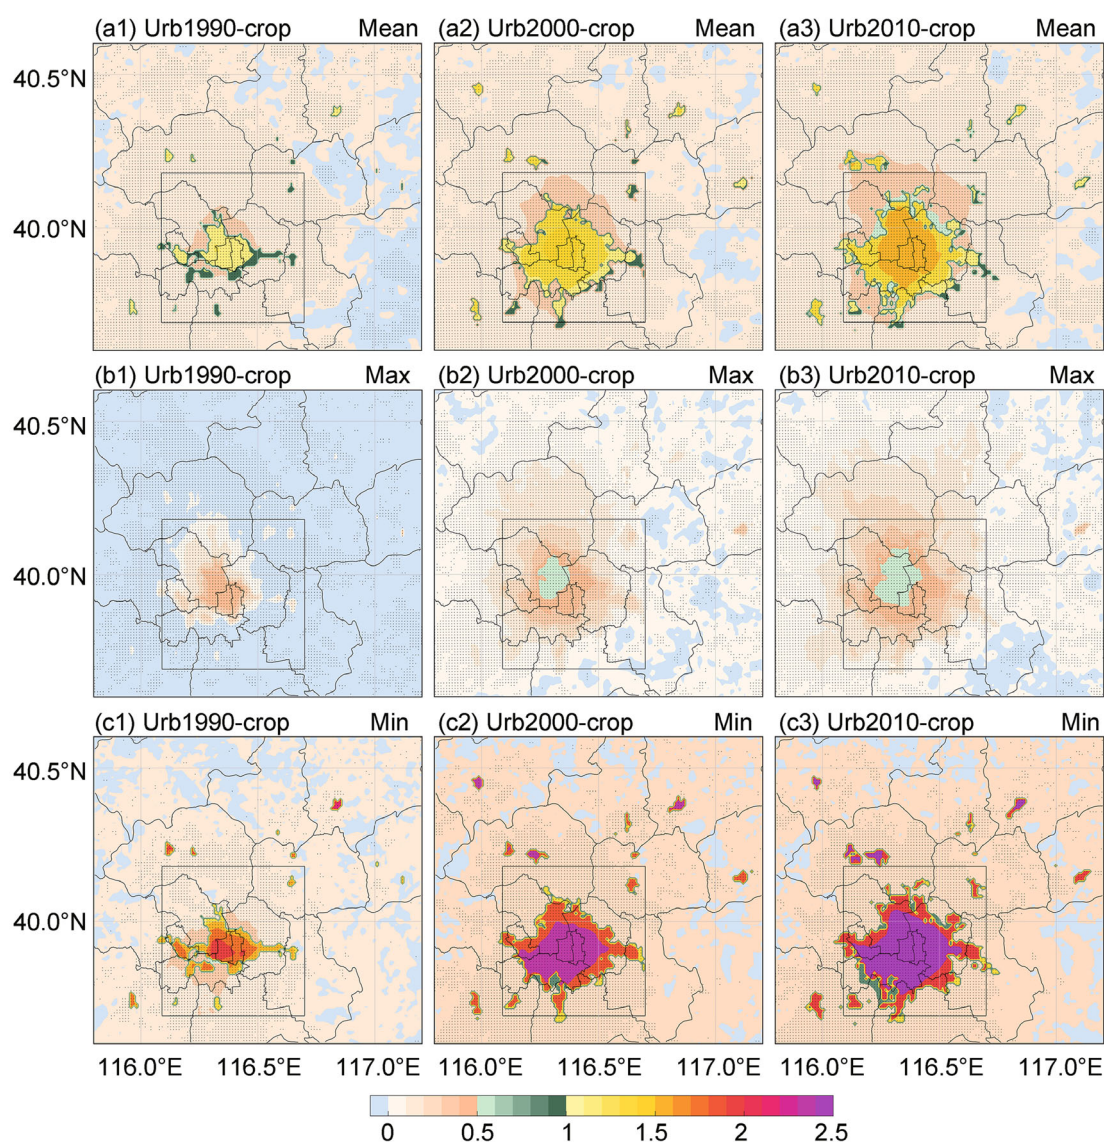 (a1) Urb1990-crop Mean (a2) Urb2000-crop Mean (a3) Urb2010-crop Mean
40.5°N
40.0°N
(b1) Urb1990-crop Max (b2) Urb2000-crop Max (b3) Urb2010-crop Max
40.5°N
40.0°N
(c1) Urb1990-crop Min (c2) Urb2000-crop Min (c3) Urb2010-crop Min
40.5°N
40.0°N
116.0°E 116.5°E 117.0°E 116.0°E 116.5°E 117.0°E 116.0°E 116.5°E 117.0°E
0 0.5 1 1.5 2 2.5